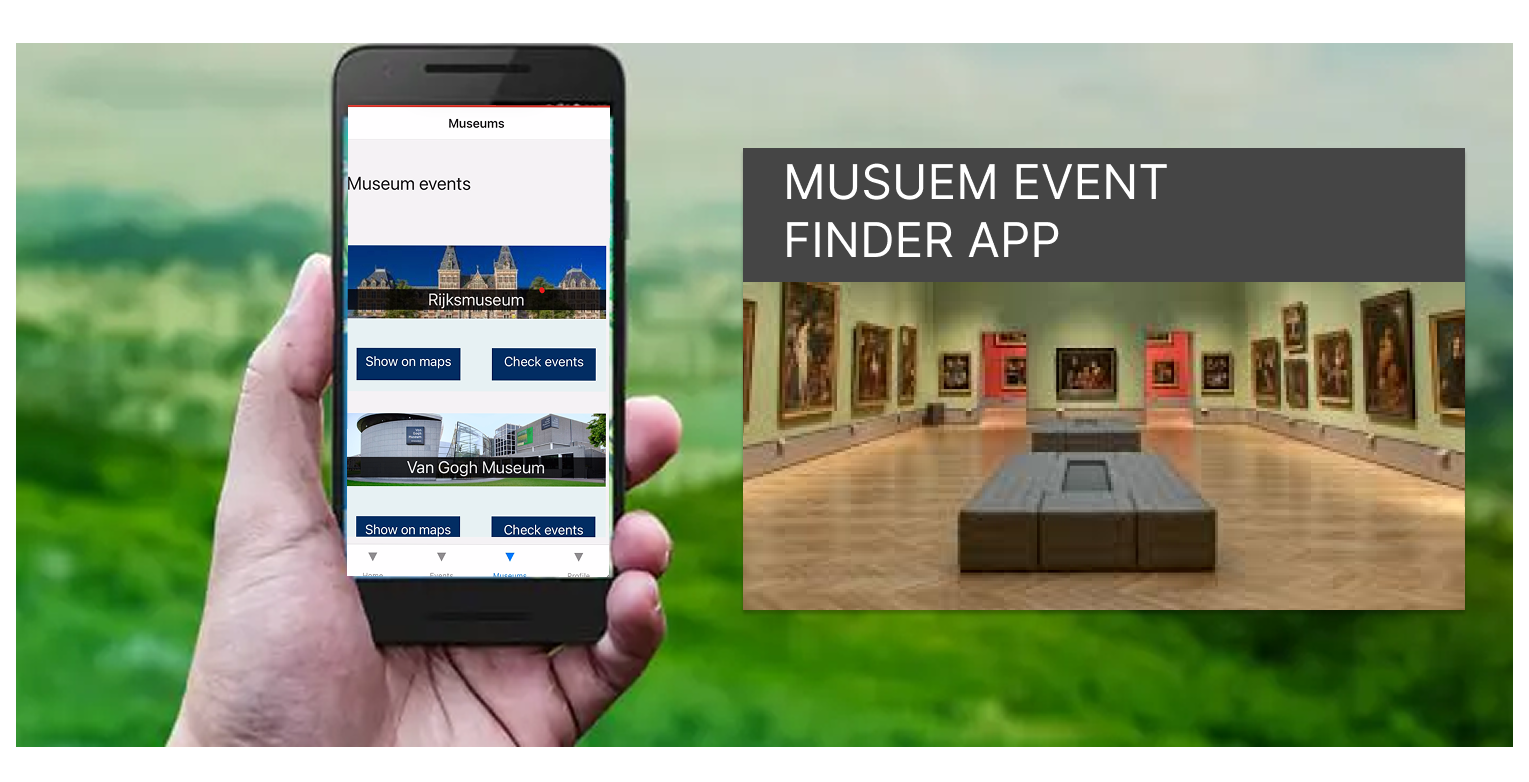 Museums
Museum events
Rijksmuseum
Show on maps
Check events
Van Gogh Museum
Show on maps
Check events
Home
Events
Museums
Profile
MUSUEM EVENT
FINDER APP